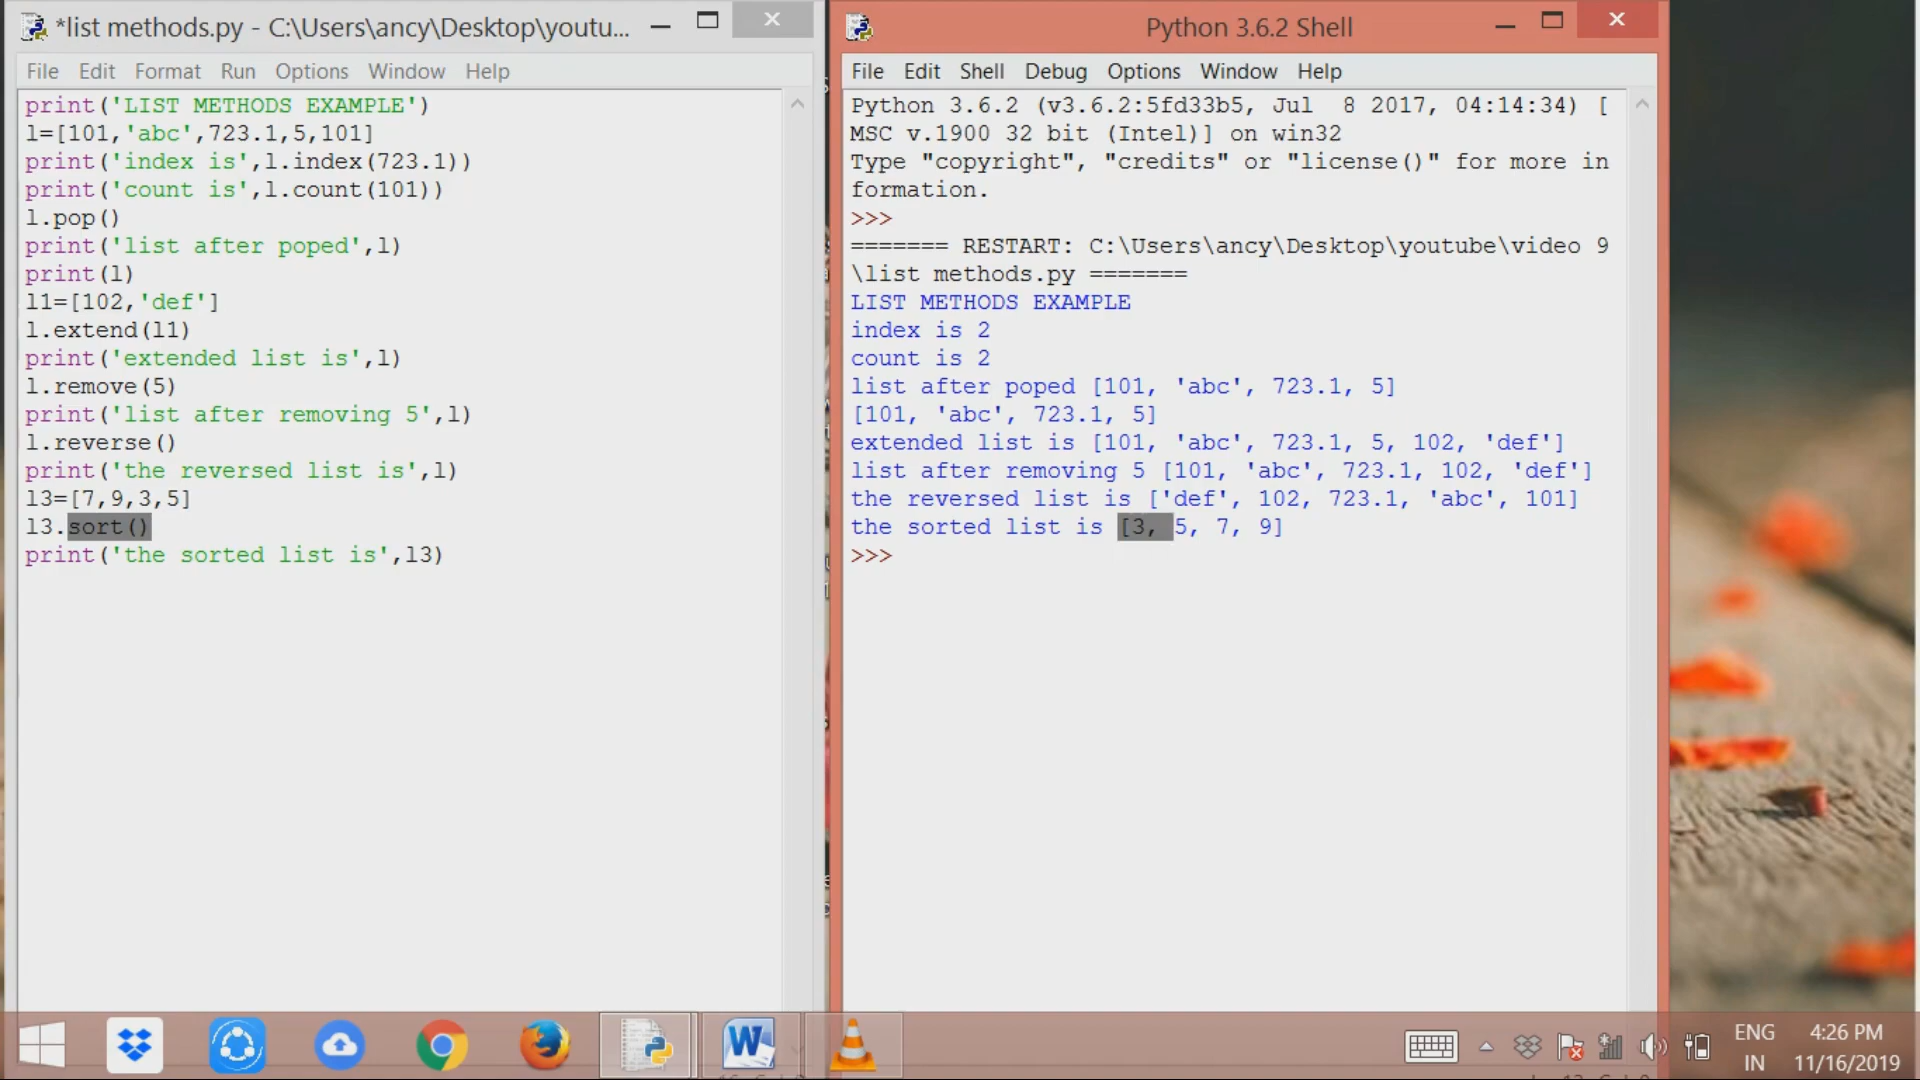 *list methods.py - C:\Users\ancy\Desktop\youtu...
File Edit Format Run Options Window Help
print('LIST METHODS EXAMPLE')
l=[101,'abc',723.1,5,101]
print('index is',l.index(723.1))
print('count is',l.count(101))
l.pop()
print('list after poped',l)
print(l)
l1=[102,'def']
l.extend(l1)
print('extended list is',l)
l.remove(5)
print('list after removing 5',l)
l.reverse()
print('the reversed list is',l)
l3=[7,9,3,5]
l3.sort()
print('the sorted list is',l3)
Python 3.6.2 Shell
File Edit Shell Debug Options Window Help
Python 3.6.2 (v3.6.2:5fd33b5, Jul  8 2017, 04:14:34) [
MSC v.1900 32 bit (Intel)] on win32
Type "copyright", "credits" or "license()" for more in
formation.
>>>
======= RESTART: C:\Users\ancy\Desktop\youtube\video 9
\list methods.py =======
LIST METHODS EXAMPLE
index is 2
count is 2
list after poped [101, 'abc', 723.1, 5]
[101, 'abc', 723.1, 5]
extended list is [101, 'abc', 723.1, 5, 102, 'def']
list after removing 5 [101, 'abc', 723.1, 102, 'def']
the reversed list is ['def', 102, 723.1, 'abc', 101]
the sorted list is [3, 5, 7, 9]
>>>
W
ENG
IN
4:26 PM
11/16/2019